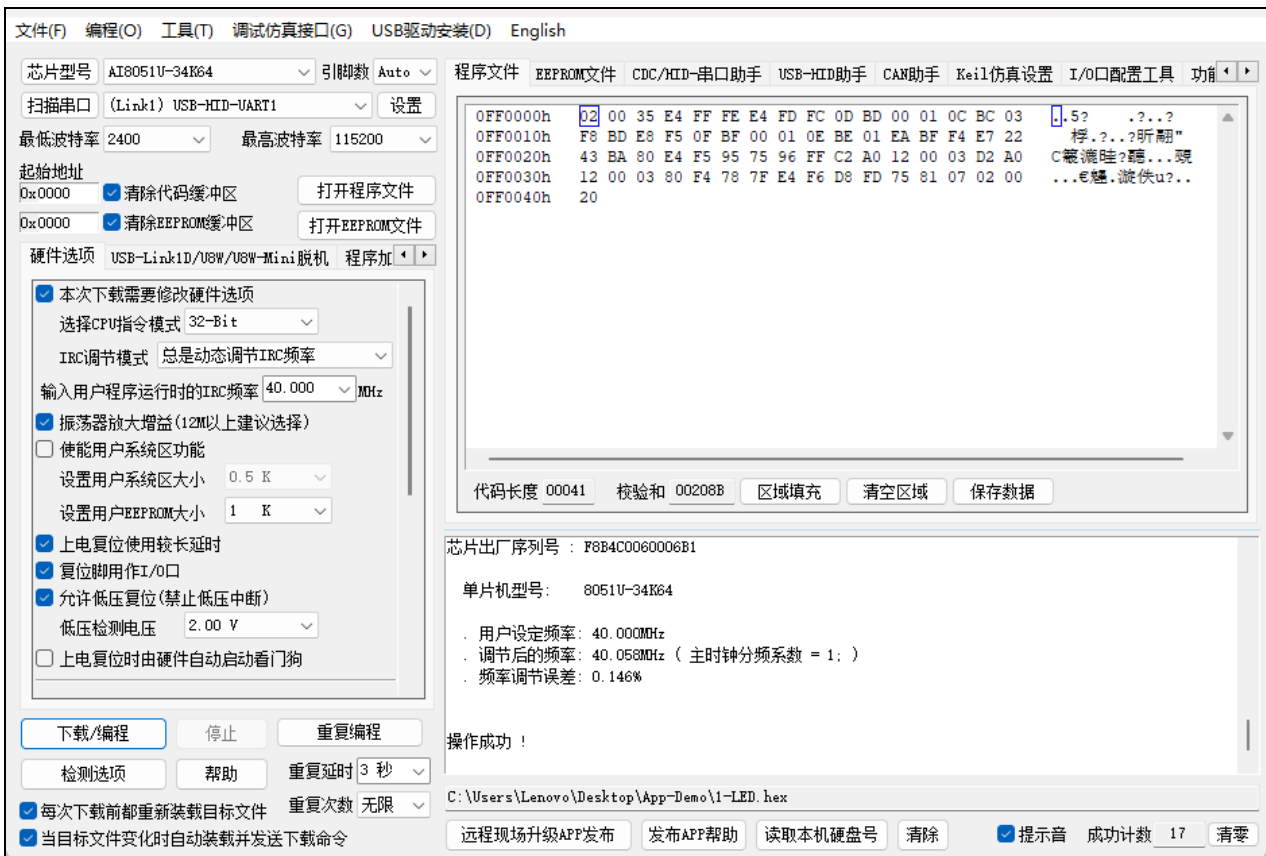 文件(F) 编程(O) 工具(T) 调试仿真接口(G) USB驱动安装(D) English
芯片型号 AI8051U-34K64 引脚数 Auto
扫描串口 (Link1) USB-HID-UART1 设置
最低波特率 2400 最高波特率 115200
起始地址
0x0000 清除代码缓冲区 打开程序文件
0x0000 清除EEPROM缓冲区 打开EEPROM文件
硬件选项 USB-Link1D/U8W/U8W-Mini脱机 程序加
本次下载需要修改硬件选项
选择CPU指令模式 32-Bit
IRC调节模式 总是动态调节IRC频率
输入用户程序运行时的IRC频率 40.000 MHz
振荡器放大增益(12M以上建议选择)
使能用户系统区功能
设置用户系统区大小 0.5 K
设置用户EEPROM大小 1 K
上电复位使用较长延时
复位脚用作I/O口
允许低压复位(禁止低压中断)
低压检测电压 2.00 V
上电复位时由硬件自动启动看门狗
下载/编程 停止 重复编程
检测选项 帮助 重复延时 3 秒
每次下载前都重新装载目标文件 重复次数 无限
当目标文件变化时自动装载并发送下载命令
程序文件 EEPROM文件 CDC/HID-串口助手 USB-HID助手 CAN助手 Keil仿真设置 I/O口配置工具 功能
0FF0000h 02 00 35 E4 FF FE E4 FD FC 0D BD 00 01 0C BC 03 ..5? .?..?
0FF0010h F8 BD E8 F5 0F BF 00 01 0E BE 01 EA BF F4 E7 22
0FF0020h 43 BA 80 E4 F5 95 75 96 FF C2 A0 12 00 03 D2 A0
0FF0030h 12 00 03 80 F4 78 7F E4 F6 D8 FD 75 81 07 02 00
0FF0040h 20
代码长度 00041 校验和 00208B 区域填充 清空区域 保存数据
芯片出厂序列号 : F8B4C0060006B1
单片机型号: 8051U-34K64
. 用户设定频率: 40.000MHz
. 调节后的频率: 40.058MHz ( 主时钟分频系数 = 1; )
. 频率调节误差: 0.146%
操作成功 !
C:\Users\Lenovo\Desktop\App-Demo\1-LED.hex
远程现场升级APP发布 发布APP帮助 读取本机硬盘号 清除 提示音 成功计数 17 清零